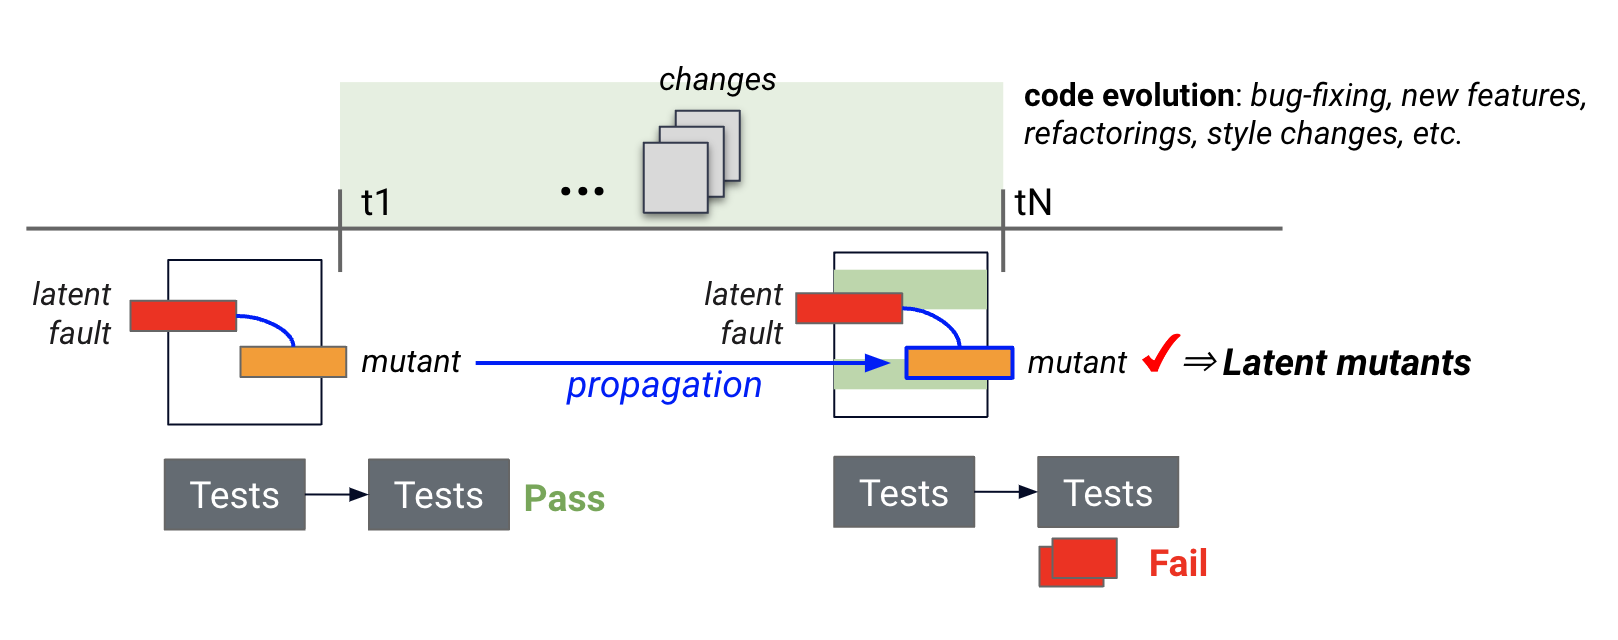 changes
code evolution: bug-fixing, new features,
refactorings, style changes, etc.
...
t1
tN
latent
fault
mutant
propagation
latent
fault
mutant ✓ ⇒ Latent mutants
Tests
Tests
Pass
Tests
Tests
Fail